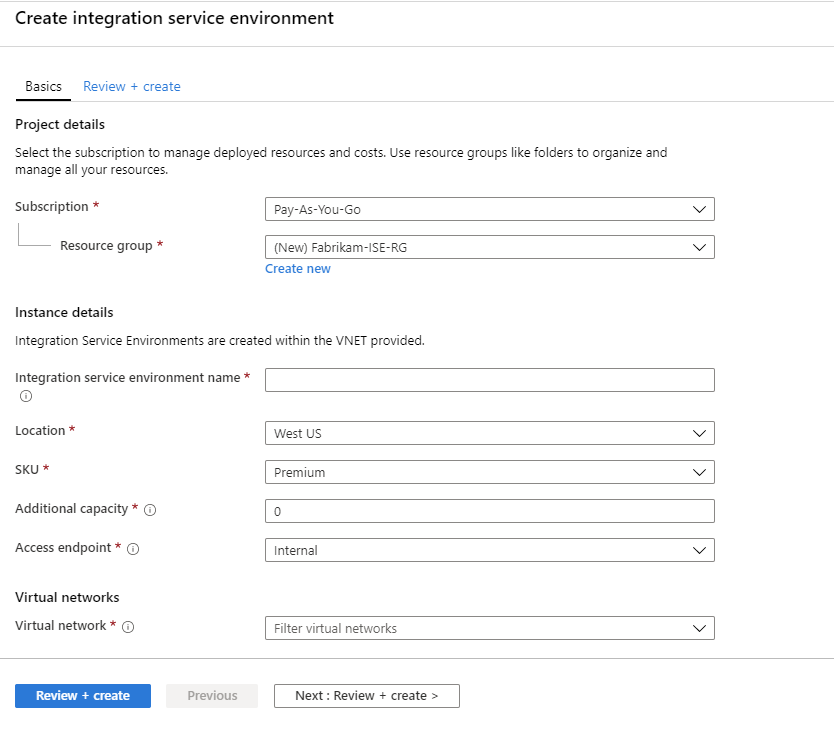 Create integration service environment
Basics Review + create
Project details
Select the subscription to manage deployed resources and costs. Use resource groups like folders to organize and
manage all your resources.
Subscription * Pay-As-You-Go
Resource group * (New) Fabrikam-ISE-RG
Create new
Instance details
Integration Service Environments are created within the VNET provided.
Integration service environment name *
Location * West US
SKU * Premium
Additional capacity * 0
Access endpoint * Internal
Virtual networks
Virtual network * Filter virtual networks
Review + create Previous Next : Review + create >